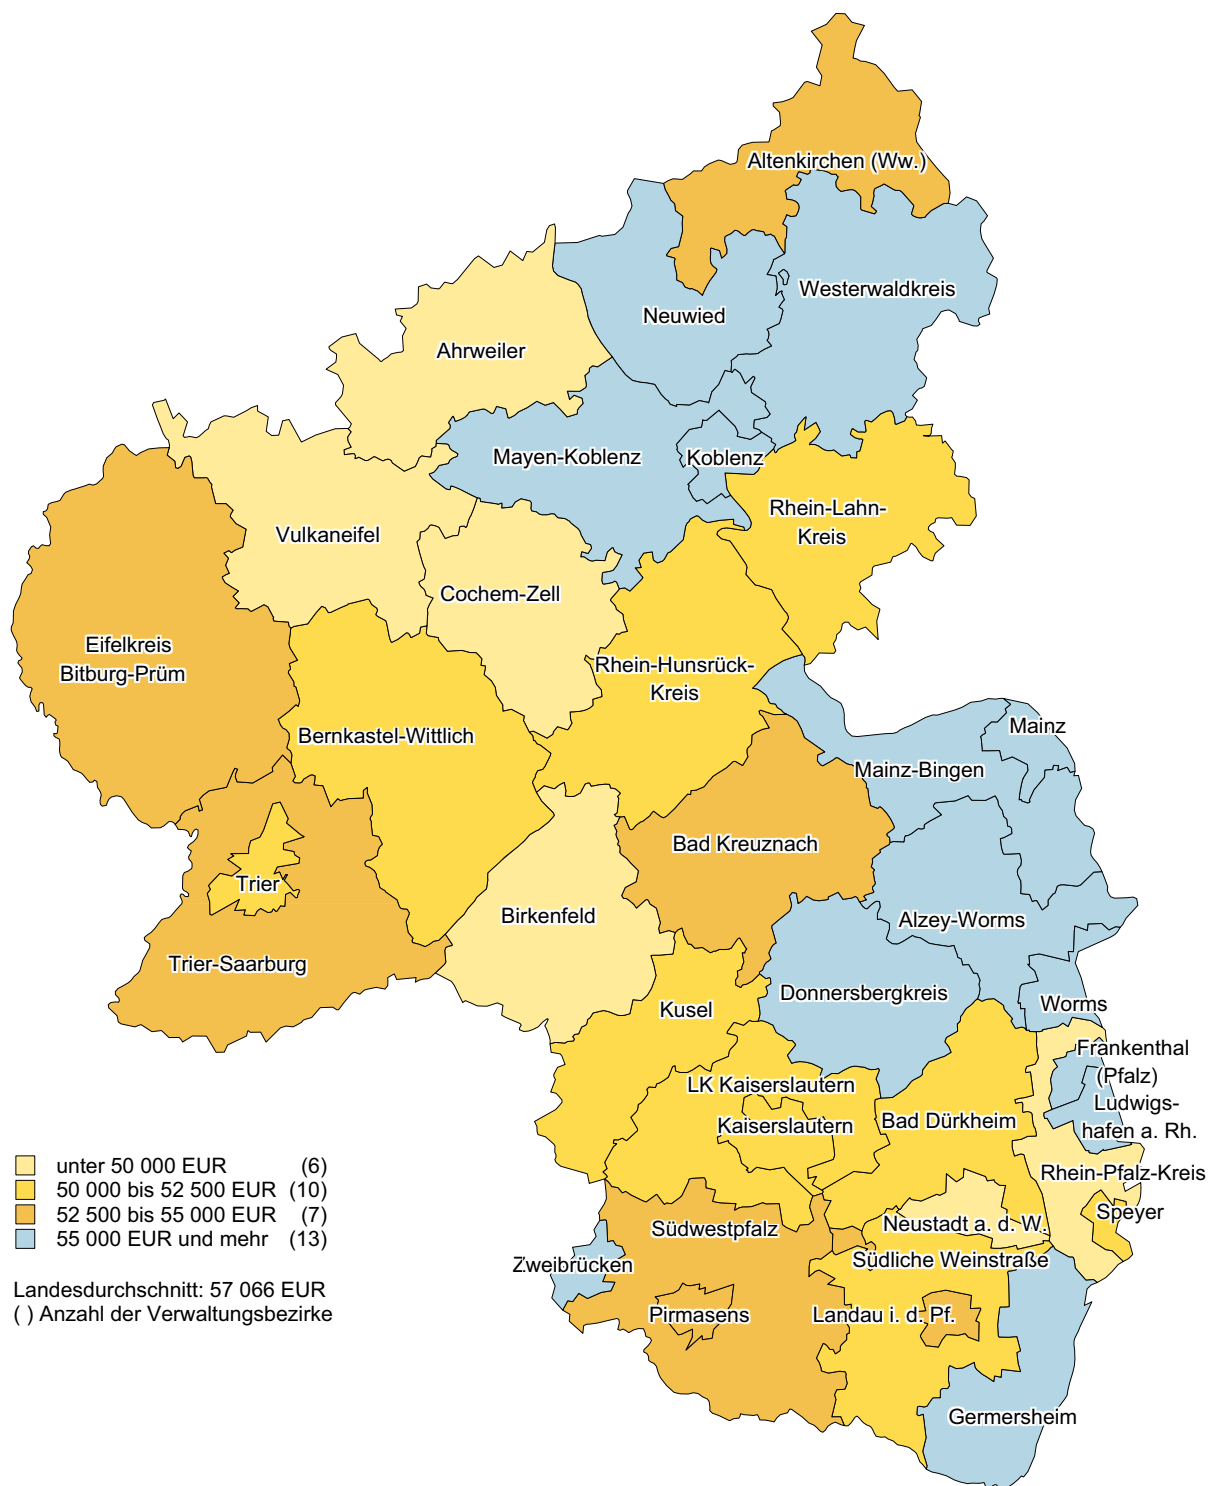 Altenkirchen (Ww.)
Westerwaldkreis
Neuwied
Ahrweiler
Mayen-Koblenz
Koblenz
Rhein-Lahn-
Kreis
Vulkaneifel
Cochem-Zell
Eifelkreis
Bitburg-Prüm
Rhein-Hunsrück-
Kreis
Bernkastel-Wittlich
Mainz
Mainz-Bingen
Bad Kreuznach
Trier
Birkenfeld
Alzey-Worms
Trier-Saarburg
Donnersbergkreis
Worms
Kusel
Frankenthal
(Pfalz)
LK Kaiserslautern
Ludwigs-
hafen a. Rh.
Kaiserslautern
Bad Dürkheim
Rhein-Pfalz-Kreis
Speyer
Neustadt a. d. W.
Südwestpfalz
Südliche Weinstraße
Zweibrücken
Pirmasens
Landau i. d. Pf.
Germersheim
unter 50 000 EUR (6)
50 000 bis 52 500 EUR (10)
52 500 bis 55 000 EUR (7)
55 000 EUR und mehr (13)
Landesdurchschnitt: 57 066 EUR
( ) Anzahl der Verwaltungsbezirke